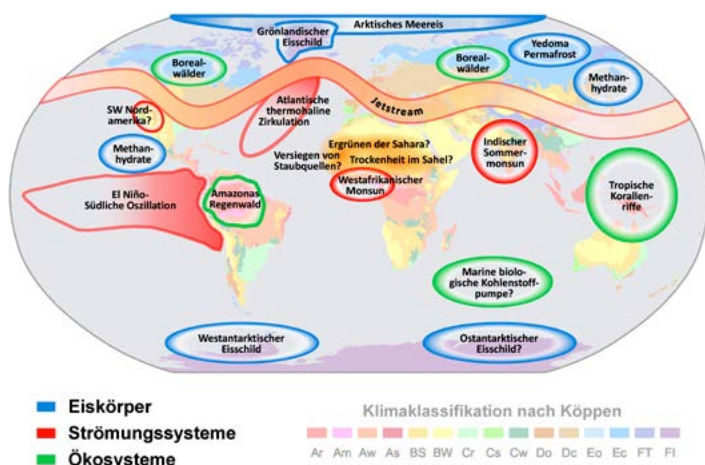 Arktisches Meereis
Grönlandischer
Eisschild
Boreal-
wälder
Boreal-
wälder
Yedoma
Permafrost
Methan-
hydrate
SW Nord-
amerika?
Atlantische
thermohaline
Zirkulation
Jetstream
Methan-
hydrate
Ergrünen der Sahara?
Versiegen von
Staubquellen?
Trockenheit im Sahel?
Indischer
Sommer-
monsun
Westafrikanischer
Monsun
El Niño-
Südliche Oszillation
Amazonas
Regenwald
Tropische
Korallen-
riffe
Marine biolo-
gische Kohlenstoff-
pumpe?
Westantarktischer
Eisschild
Ostantarktischer
Eisschild?
Eiskörper
Strömungssysteme
Ökosysteme
Klimaklassifikation nach Köppen
Ar Am Aw As BS BW Cr Cs Cw Do Dc Eo Ec FT FI